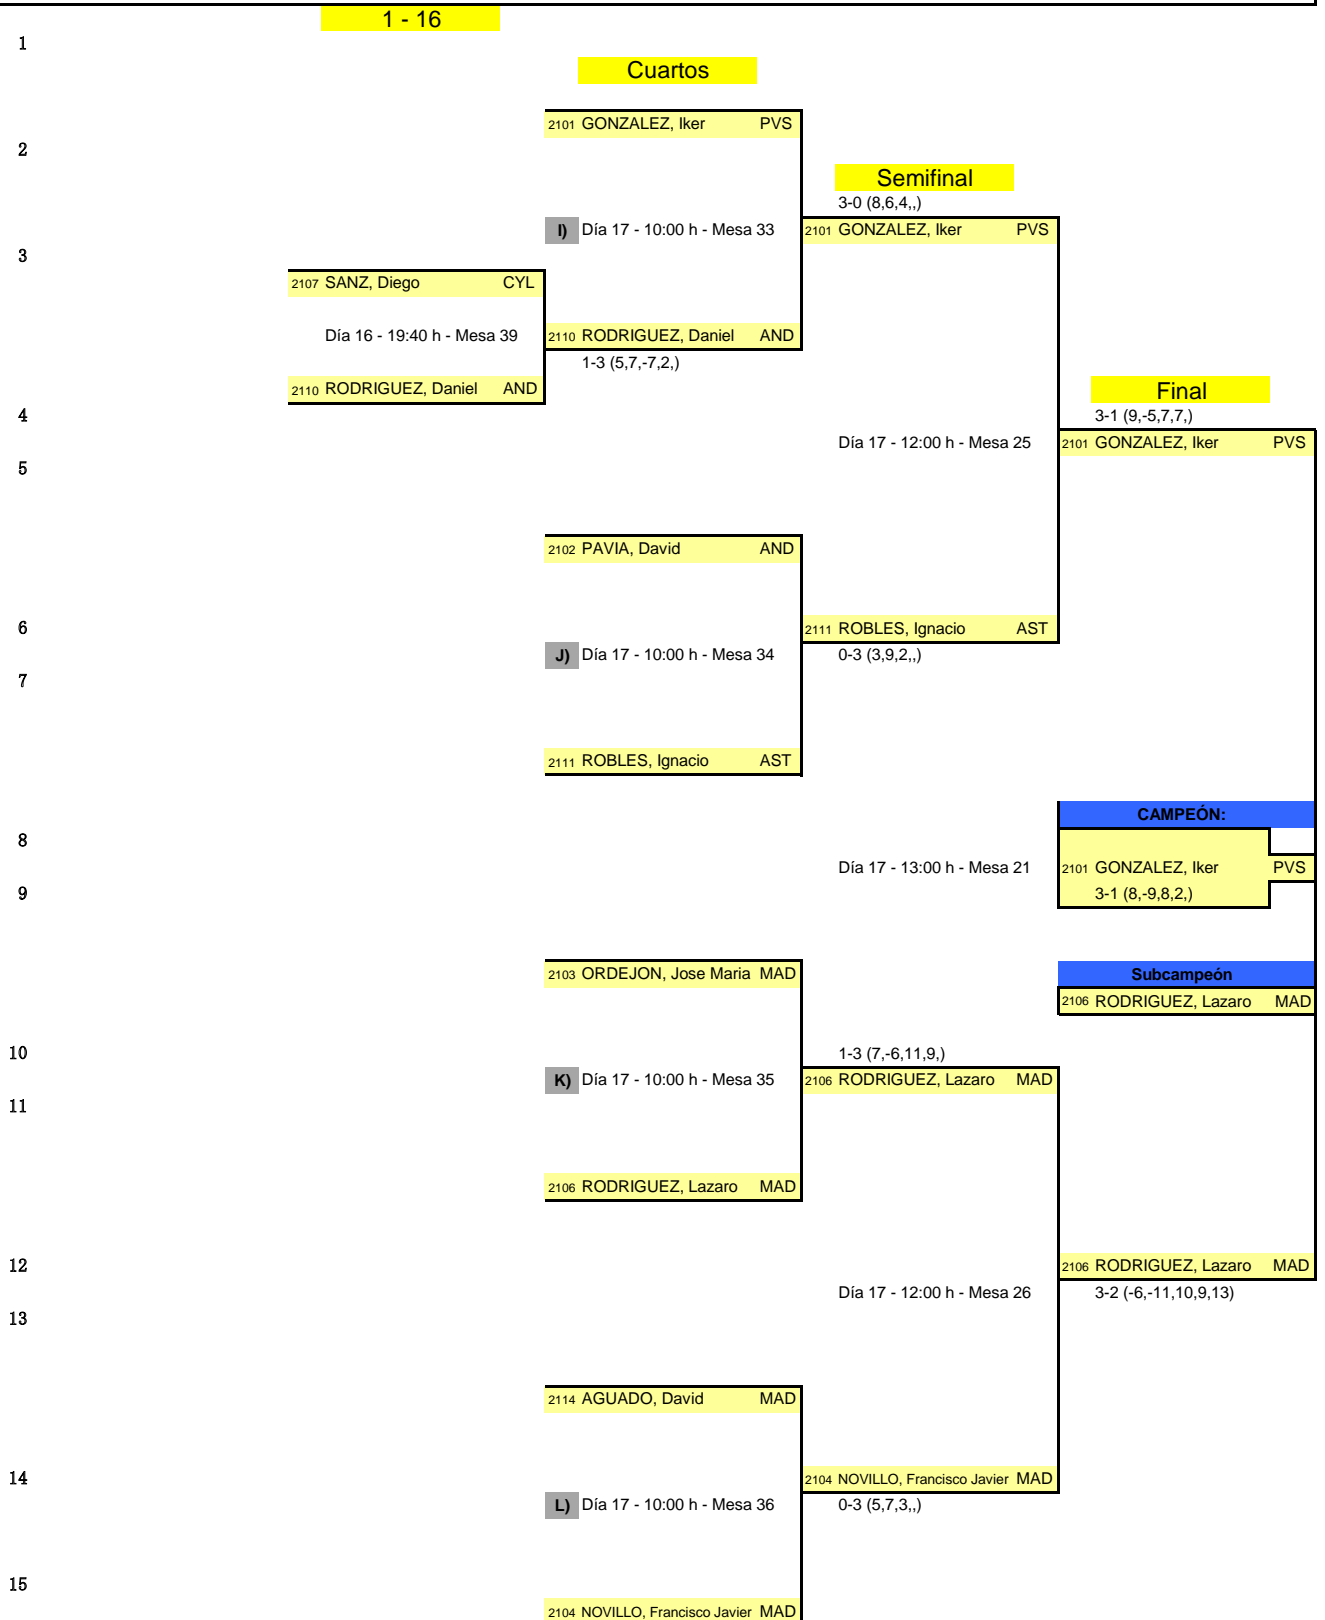 1 - 16
1
Cuartos
2101 GONZALEZ, Iker PVS
2
Semifinal
3-0 (8,6,4,,)
I) Día 17 - 10:00 h - Mesa 33
2101 GONZALEZ, Iker PVS
3
2107 SANZ, Diego CYL
Día 16 - 19:40 h - Mesa 39
2110 RODRIGUEZ, Daniel AND
1-3 (5,7,-7,2,)
2110 RODRIGUEZ, Daniel AND
Final
4
3-1 (9,-5,7,7,)
Día 17 - 12:00 h - Mesa 25
2101 GONZALEZ, Iker PVS
5
2102 PAVIA, David AND
6
2111 ROBLES, Ignacio AST
J) Día 17 - 10:00 h - Mesa 34
0-3 (3,9,2,,)
7
2111 ROBLES, Ignacio AST
CAMPEÓN:
8
Día 17 - 13:00 h - Mesa 21
2101 GONZALEZ, Iker PVS
9
3-1 (8,-9,8,2,)
2103 ORDEJON, Jose Maria MAD
Subcampeón
2106 RODRIGUEZ, Lazaro MAD
10
1-3 (7,-6,11,9,)
K) Día 17 - 10:00 h - Mesa 35
2106 RODRIGUEZ, Lazaro MAD
11
2106 RODRIGUEZ, Lazaro MAD
12
2106 RODRIGUEZ, Lazaro MAD
Día 17 - 12:00 h - Mesa 26
3-2 (-6,-11,10,9,13)
13
2114 AGUADO, David MAD
14
2104 NOVILLO, Francisco Javier MAD
L) Día 17 - 10:00 h - Mesa 36
0-3 (5,7,3,,)
15
2104 NOVILLO, Francisco Javier MAD